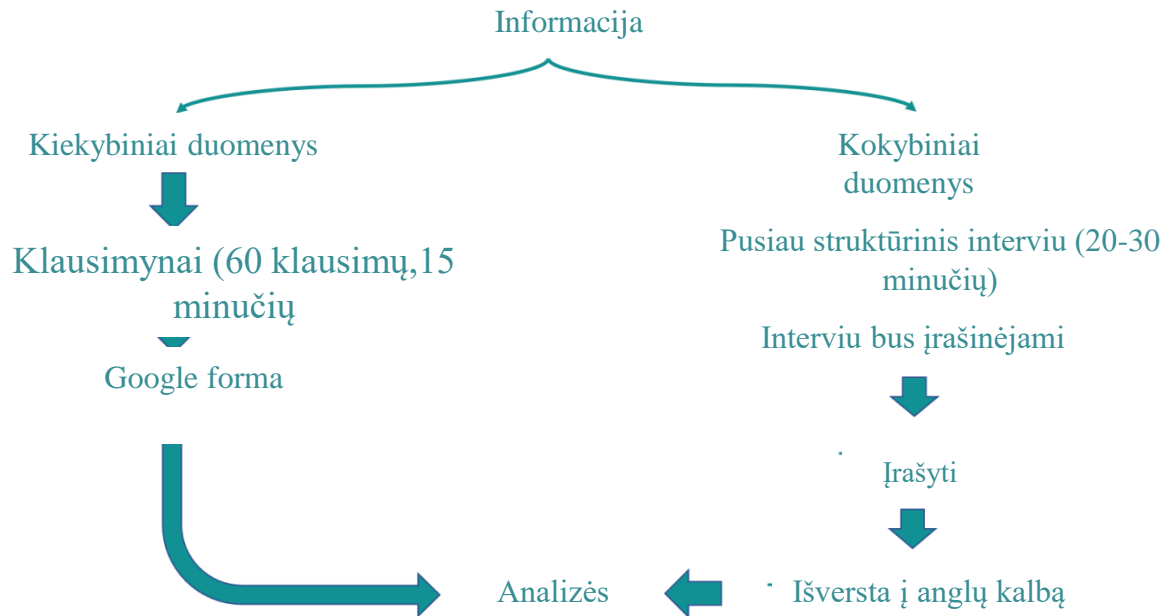 Informacija
Kiekybiniai duomenys
Klausimynai (60 klausimų,15
minučių
Google forma
Kokybiniai
duomenys
Pusiau struktūrinis interviu (20-30
minučių)
Interviu bus įrašinėjami
Įrašyti
Išversta į anglų kalbą
Analizės